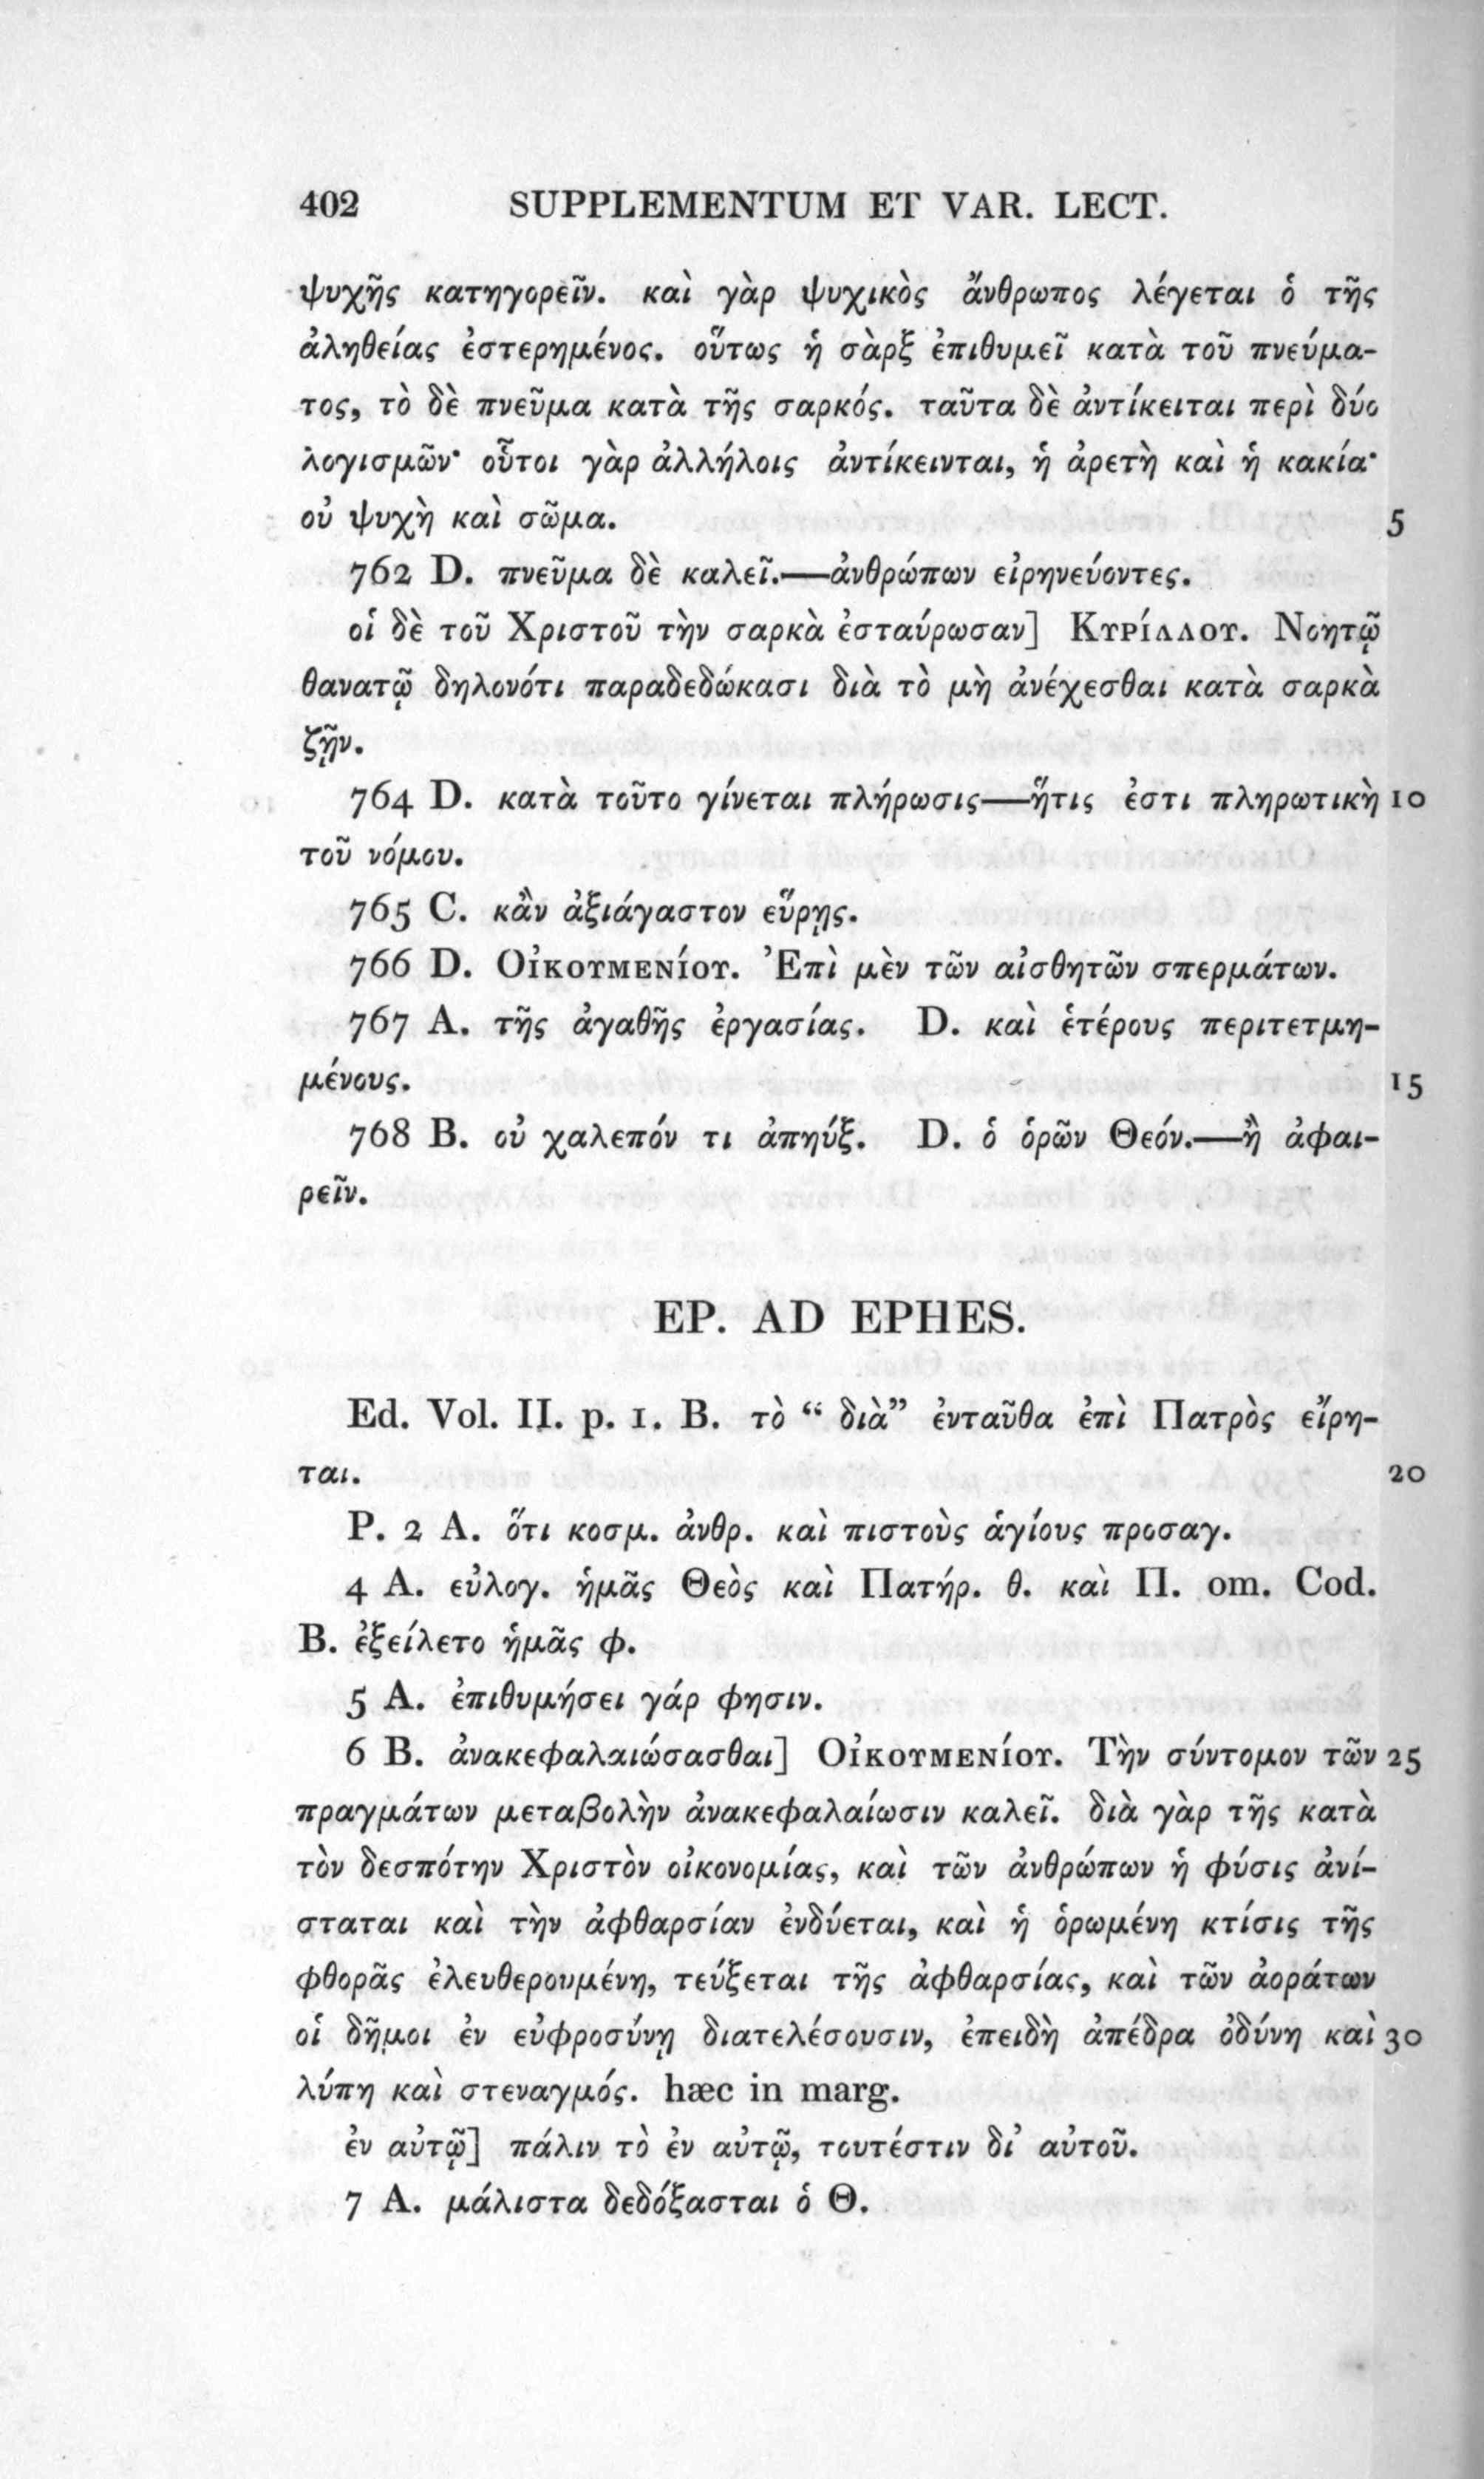 402 SUPPLEMENTUM ET VAR. LECT.
ψυχῆς κατηγορεῖν. καὶ γὰρ ψυχικὸς ἄνθρωπος λέγεται ὁ τῆς
ἀληθείας ἐστερημένος. οὕτως ἡ σὰρξ ἐπιθυμεῖ κατὰ τοῦ πνεύμα-
τος, τὸ δὲ πνεῦμα κατὰ τῆς σαρκός. ταῦτα δὲ ἀντίκειται περὶ δύο
λογισμῶν· οὗτοι γὰρ ἀλλήλοις ἀντίκεινται, ἡ ἀρετὴ καὶ ἡ κακία·
οὐ ψυχὴ καὶ σῶμα. 5
762 D. πνεῦμα δὲ καλεῖ.—ἀνθρώπων εἰρηνεύοντες.
οἱ δὲ τοῦ Χριστοῦ τὴν σαρκὰ ἐσταύρωσαν] Κυρίλλου. Νοητῷ
θανατῷ δηλονότι παραδεδώκασι διὰ τὸ μὴ ἀνέχεσθαι κατὰ σαρκὰ
ζῇν.
764 D. κατὰ τοῦτο γίνεται πλήρωσις—ἥτις ἐστι πληρωτικὴ 10
τοῦ νόμου.
765 C. κἂν ἀξιάγαστον εὕρῃς.
766 D. Οἰκουμενίου. Ἐπὶ μὲν τῶν αἰσθητῶν σπερμάτων.
767 A. τῆς ἀγαθῆς ἐργασίας. D. καὶ ἑτέρους περιτετμη-
μένους. 15
768 B. οὐ χαλεπόν τι ἀπηύξ. D. ὁ ὁρῶν Θεόν.—ἢ ἀφαι-
ρεῖν.
EP. AD EPHES.
Ed. Vol. II. p. 1. B. τὸ “ διὰ” ἐνταῦθα ἐπὶ Πατρὸς εἴρη-
ται. 20
P. 2 A. ὅτι κοσμ. ἀνθρ. καὶ πιστοὺς ἁγίους προσαγ.
4 A. εὐλογ. ἡμᾶς Θεὸς καὶ Πατήρ. θ. καὶ Π. om. Cod.
B. ἐξείλετο ἡμᾶς φ.
5 A. ἐπιθυμήσει γάρ φησιν.
6 B. ἀνακεφαλαιώσασθαι] Οἰκουμενίου. Τὴν σύντομον τῶν 25
πραγμάτων μεταβολὴν ἀνακεφαλαίωσιν καλεῖ. διὰ γὰρ τῆς κατὰ
τὸν δεσπότην Χριστὸν οἰκονομίας, καὶ τῶν ἀνθρώπων ἡ φύσις ἀνί-
σταται καὶ τὴν ἀφθαρσίαν ἐνδύεται, καὶ ἡ ὁρωμένη κτίσις τῆς
φθορᾶς ἐλευθερουμένη, τεύξεται τῆς ἀφθαρσίας, καὶ τῶν ἀοράτων
οἱ δῆμοι ἐν εὐφροσύνῃ διατελέσουσιν, ἐπειδὴ ἀπέδρα ὀδύνη καὶ 30
λύπη καὶ στεναγμός. hæc in marg.
ἐν αὐτῷ] πάλιν τὸ ἐν αὐτῷ, τουτέστιν δι’ αὐτοῦ.
7 A. μάλιστα δεδόξασται ὁ Θ.